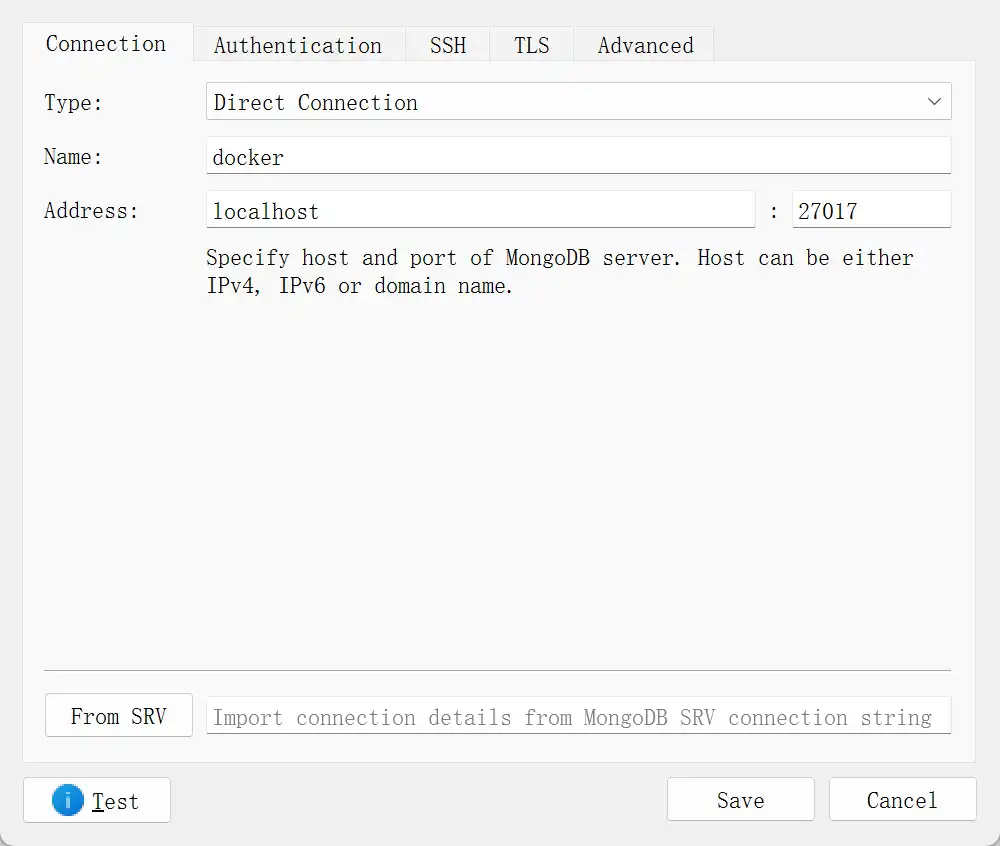 Connection Authentication SSH TLS Advanced
Type: Direct Connection
Name: docker
Address: localhost : 27017
Specify host and port of MongoDB server. Host can be either
IPv4, IPv6 or domain name.
From SRV Import connection details from MongoDB SRV connection string
Test Save Cancel